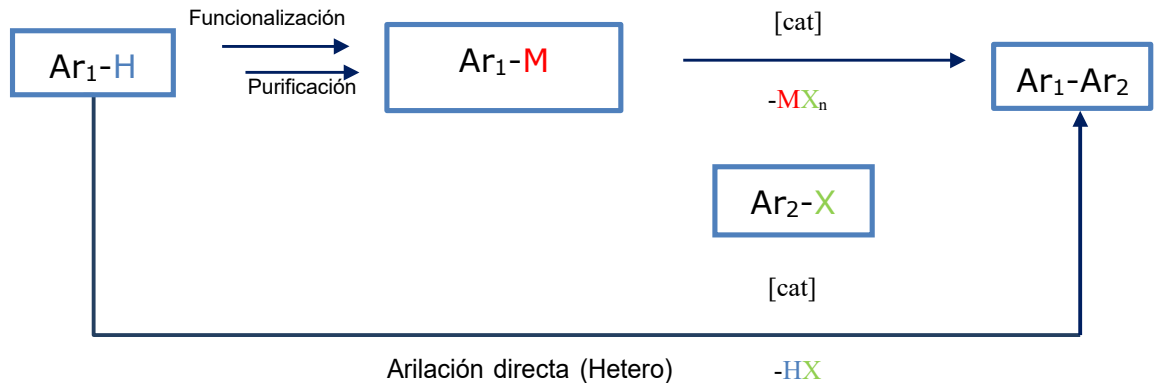 Funcionalización
[cat]
Ar₁-H
Ar₁-M
Ar₁-Ar₂
Purificación
-MXₙ
Ar₂-X
[cat]
Arilación directa (Hetero)
-HX